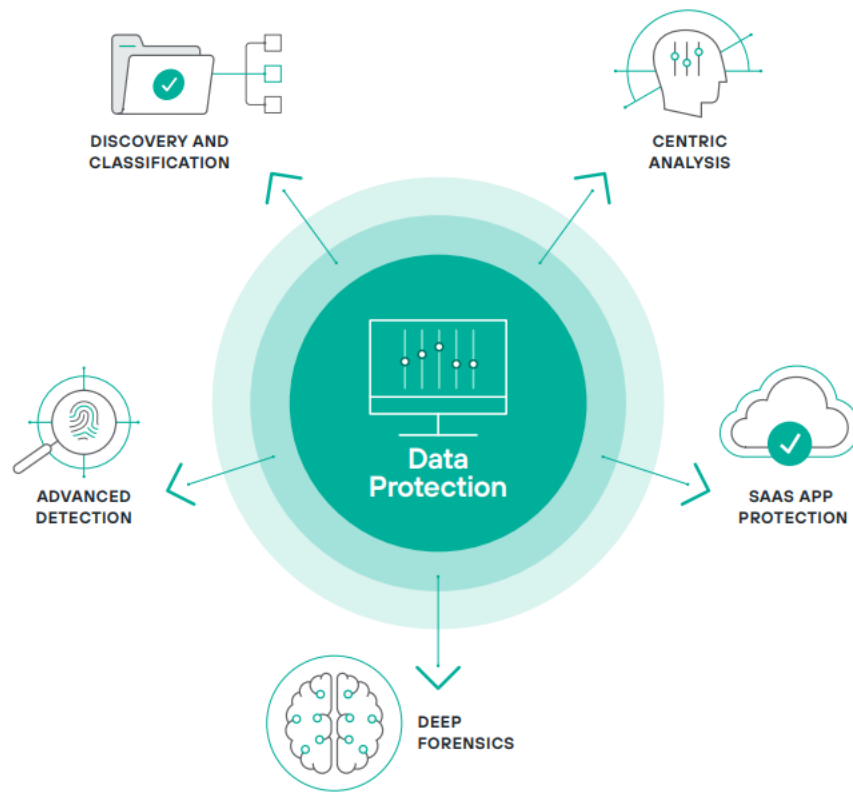 DISCOVERY AND
CLASSIFICATION
CENTRIC
ANALYSIS
Data
Protection
ADVANCED
DETECTION
SAAS APP
PROTECTION
DEEP
FORENSICS